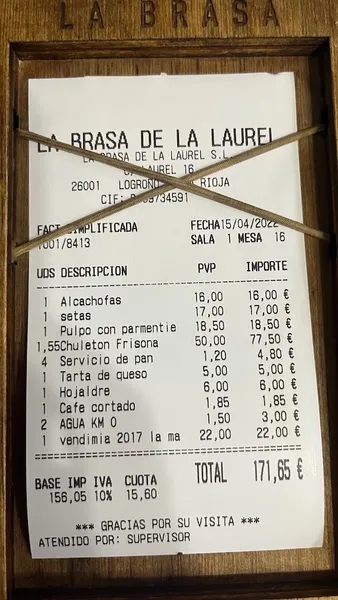 LA BRASA
LA BRASA DE LA LAUREL
LA BRASA DE LA LAUREL S.L.
LAUREL 16
26001 LOGROÑO RIOJA
CIF:
FACT SIMPLIFICADA FECHA 15/04/2022
T001/8413 SALA 1 MESA 16
UDS DESCRIPCION PVP IMPORTE
1 Alcachofas 16,00 16,00 €
1 setas 17,00 17,00 €
1 Pulpo con parmentie 18,50 18,50 €
1,55 Chuleton Frisona 50,00 77,50 €
4 Servicio de pan 1,20 4,80 €
1 Tarta de queso 5,00 5,00 €
1 Hojaldre 6,00 6,00 €
1 Cafe cortado 1,85 1,85 €
2 AGUA KM 0 1,50 3,00 €
1 vendimia 2017 la ma 22,00 22,00 €
BASE IMP IVA CUOTA TOTAL 171,65 €
156,05 10% 15,60
*** GRACIAS POR SU VISITA ***
ATENDIDO POR: SUPERVISOR